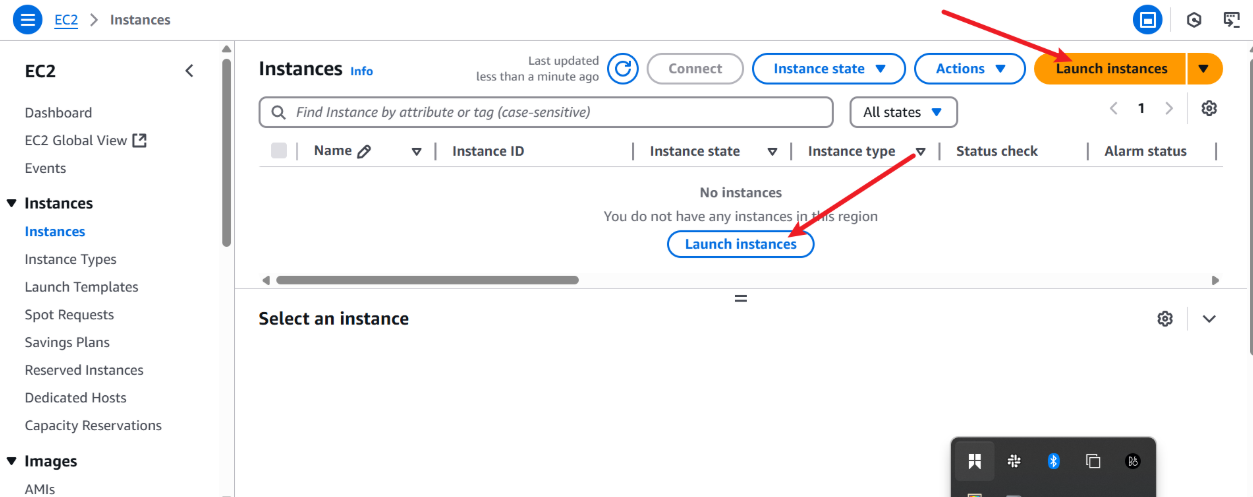 EC2 Instances
EC2
Dashboard
EC2 Global View
Events
Instances
Instances
Instance Types
Launch Templates
Spot Requests
Savings Plans
Reserved Instances
Dedicated Hosts
Capacity Reservations
Images
AMIs
Instances Info
Last updated
less than a minute ago
Connect
Instance state
Actions
Launch instances
Find Instance by attribute or tag (case-sensitive)
All states
1
Name Instance ID Instance state Instance type Status check Alarm status
No instances
You do not have any instances in this region
Launch instances
Select an instance